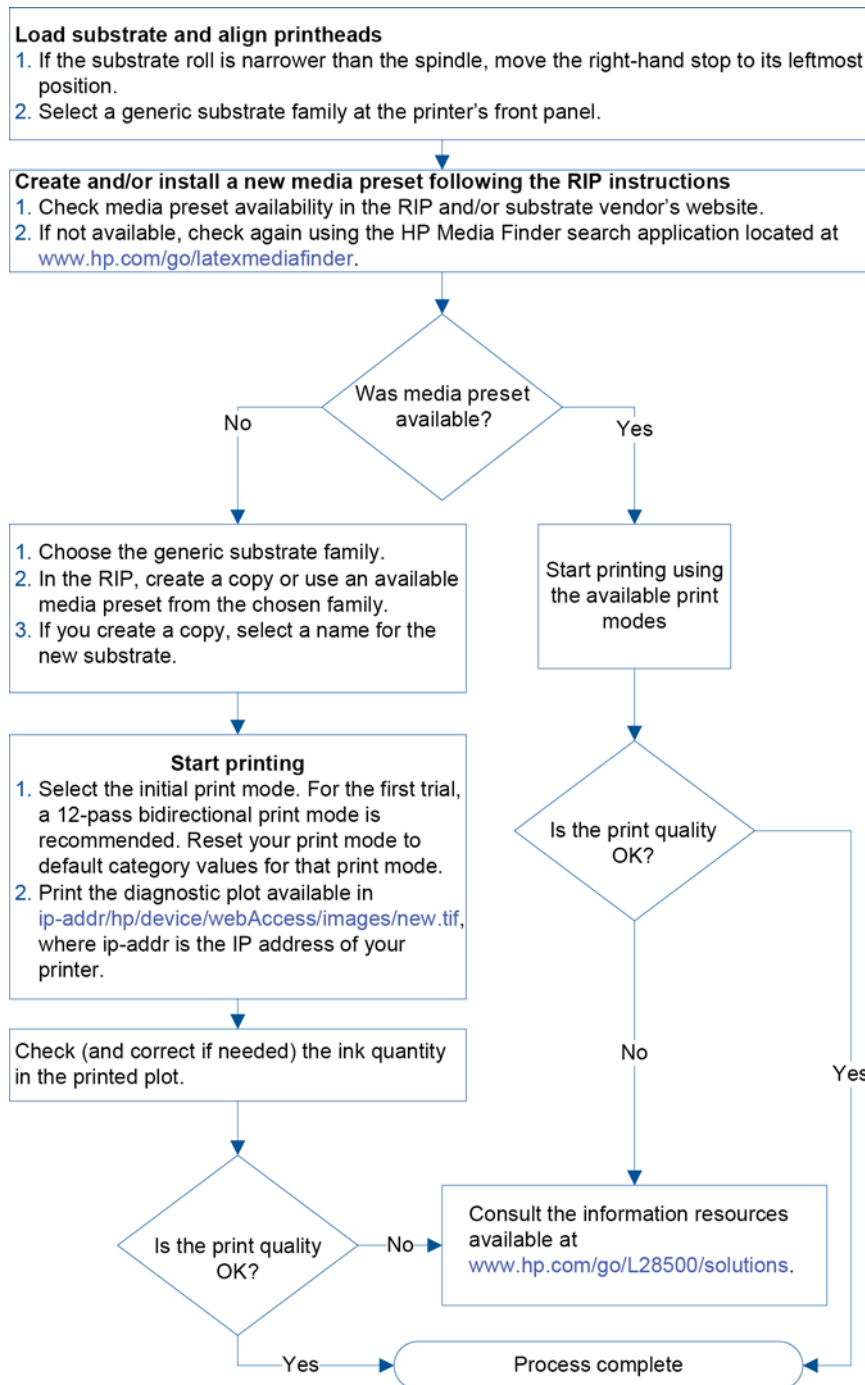 Load substrate and align printheads
1. If the substrate roll is narrower than the spindle, move the right-hand stop to its leftmost
position.
2. Select a generic substrate family at the printer's front panel.
Create and/or install a new media preset following the RIP instructions
1. Check media preset availability in the RIP and/or substrate vendor's website.
2. If not available, check again using the HP Media Finder search application located at
www.hp.com/go/latexmediafinder.
Was media preset
available?
No
Yes
1. Choose the generic substrate family.
2. In the RIP, create a copy or use an available
media preset from the chosen family.
3. If you create a copy, select a name for the
new substrate.
Start printing using
the available print
modes
Start printing
1. Select the initial print mode. For the first trial,
a 12-pass bidirectional print mode is
recommended. Reset your print mode to
default category values for that print mode.
2. Print the diagnostic plot available in
ip-addr/hp/device/webAccess/images/new.tif,
where ip-addr is the IP address of your
printer.
Is the print quality
OK?
Check (and correct if needed) the ink quantity
in the printed plot.
No
Yes
Is the print quality
OK?
No
Consult the information resources
available at
www.hp.com/go/L28500/solutions.
Yes
Process complete